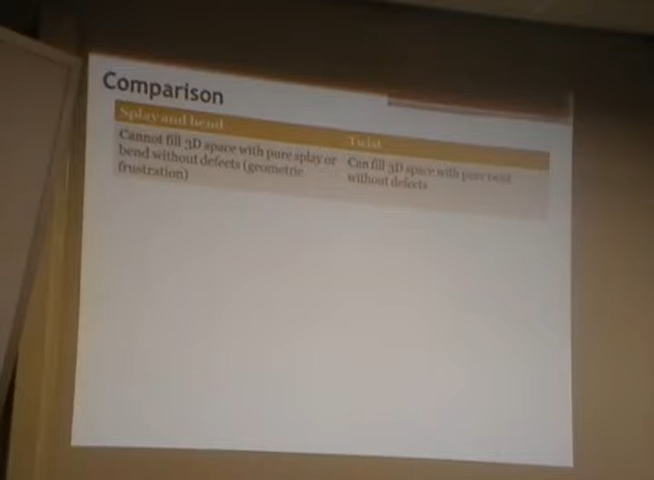 Comparison
Splay and bend
Twist
Cannot fill 3D space with pure splay or
bend without defects (geometric
frustration)
Can fill 3D space with pure twist
without defects